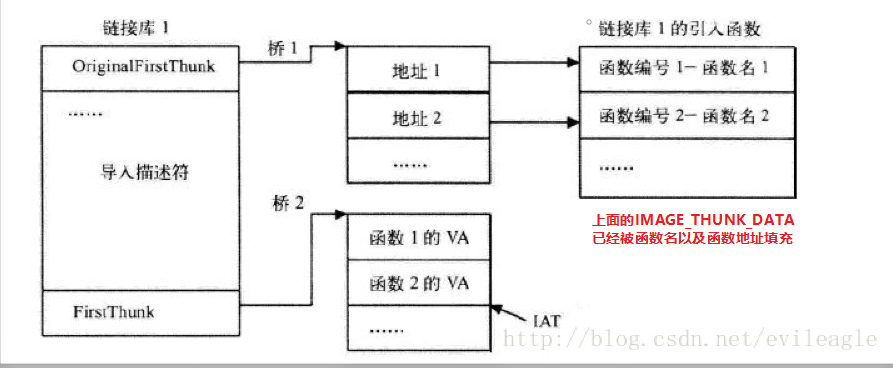 链接库 1
OriginalFirstThunk
……
导入描述符
FirstThunk
桥 1
地址 1
地址 2
……
链接库 1 的引入函数
函数编号 1－函数名 1
函数编号 2－函数名 2
……
上面的IMAGE_THUNK_DATA
已经被函数名以及函数地址填充
桥 2
函数 1 的 VA
函数 2 的 VA
……
IAT
http://blog.csdn.net/evileagle